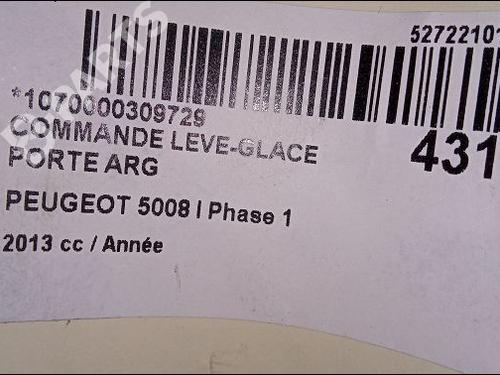 52722101
*1070000309729
COMMANDE LEVE-GLACE
431
PORTE ARG
PEUGEOT 5008 I Phase 1
2013 cc / Année